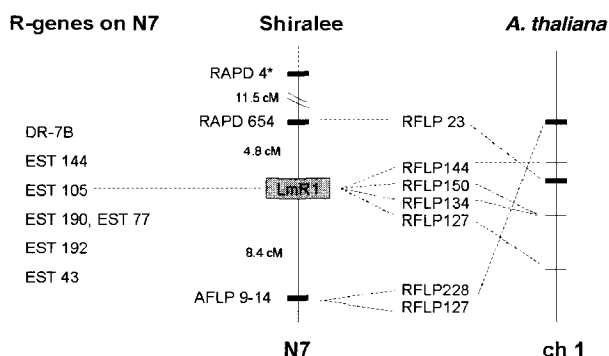 R-genes on N7
Shiralee
A. thaliana
RAPD 4*
11.5 cM
RAPD 654
RFLP 23
DR-7B
4.8 cM
EST 144
RFLP144
EST 105
LmR1
RFLP150
RFLP134
EST 190, EST 77
RFLP127
EST 192
8.4 cM
EST 43
AFLP 9-14
RFLP228
RFLP127
N7
ch 1